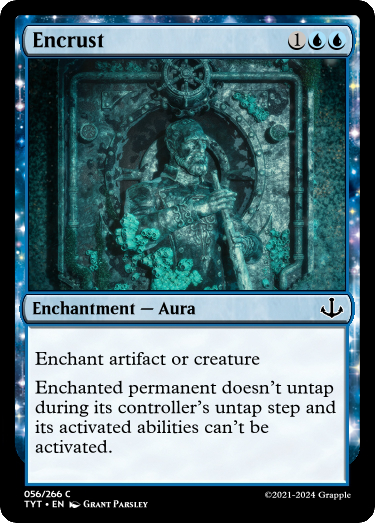 Encrust
1
Enchantment — Aura
Enchant artifact or creature
Enchanted permanent doesn't untap
during its controller's untap step and
its activated abilities can't be
activated.
056/266 C
TYT • EN Grant Parsley
©2021-2024 Grapple